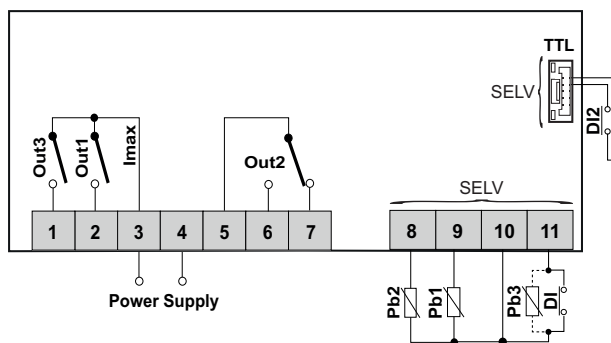 TTL
SELV
DI2
Out3
Out1
Imax
Out2
SELV
1 2 3 4 5 6 7 8 9 10 11
Power Supply
Pb2
Pb1
Pb3
DI